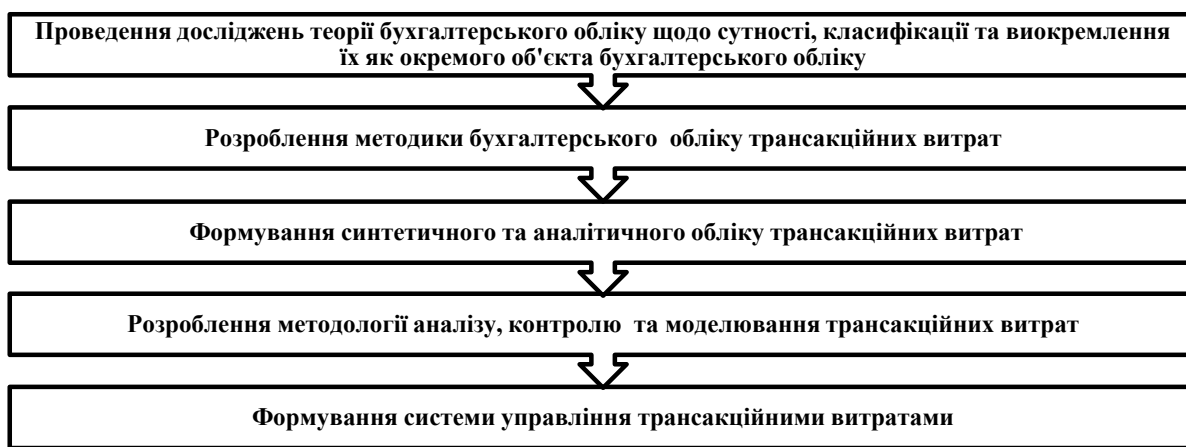 Проведення досліджень теорії бухгалтерського обліку щодо сутності, класифікації та виокремлення
їх як окремого об'єкта бухгалтерського обліку
Розроблення методики бухгалтерського обліку трансакційних витрат
Формування синтетичного та аналітичного обліку трансакційних витрат
Розроблення методології аналізу, контролю та моделювання трансакційних витрат
Формування системи управління трансакційними витратами